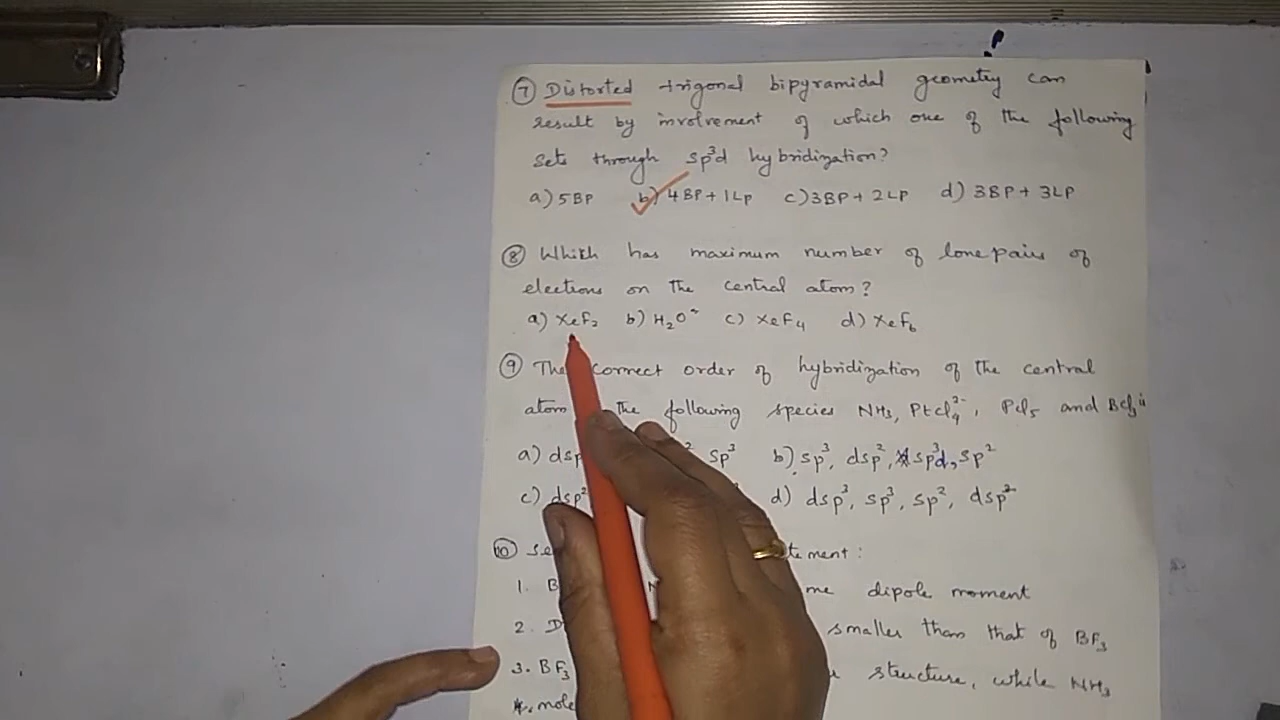 ⑦ Distorted trigonal bipyramidal geometry can
result by involvement of which one of the following
sets through sp³d hybridization?
a) 5BP b) 4BP + 1LP c) 3BP + 2LP d) 3BP + 3LP
⑧ Which has maximum number of lone pairs of
elections on the central atom?
a) XeF₂ b) H₂O c) XeF₄ d) XeF₆
⑨ The correct order of hybridization of the central
atom the following species NH₃, PtCl₄²⁻, PCl₅ and BCl₃
a) dsp sp³ b) sp³, dsp², sp³d, sp²
c) dsp² d) dsp³, sp³, sp², dsp²
⑩ ment:
1. dipole moment
2. smaller than that of BF₃
3. BF₃ structure, while NH₃